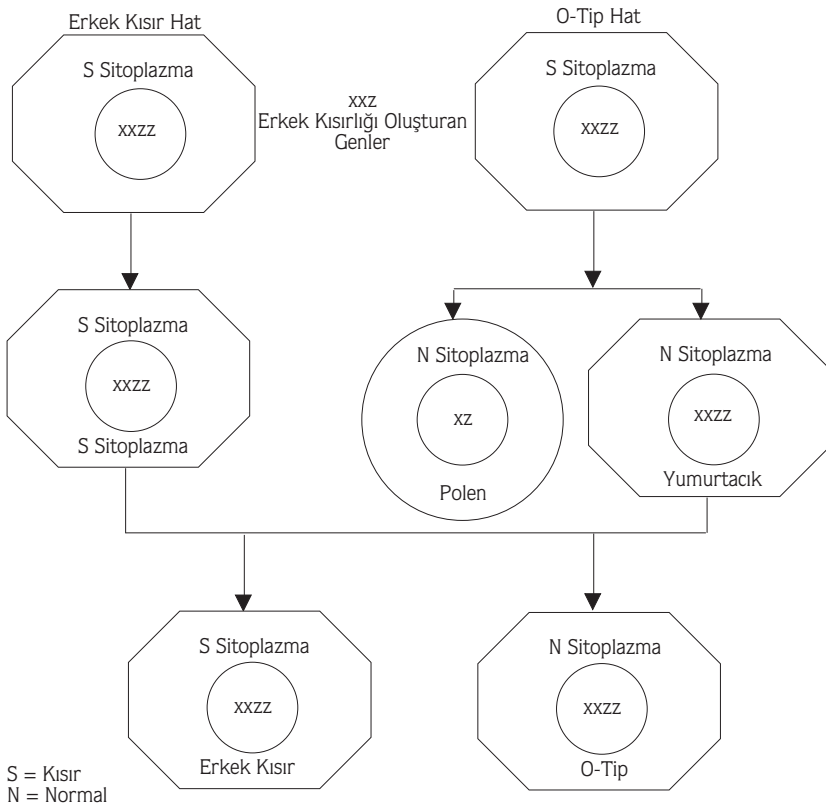 Erkek Kısır Hat
O-Tip Hat
S Sitoplazma
xxzz
xxz
Erkek Kısırlığı Oluşturan
Genler
S Sitoplazma
xxzz
S Sitoplazma
xxzz
S Sitoplazma
N Sitoplazma
xz
Polen
N Sitoplazma
xxzz
Yumurtacık
S Sitoplazma
xxzz
Erkek Kısır
N Sitoplazma
xxzz
O-Tip
S = Kısır
N = Normal